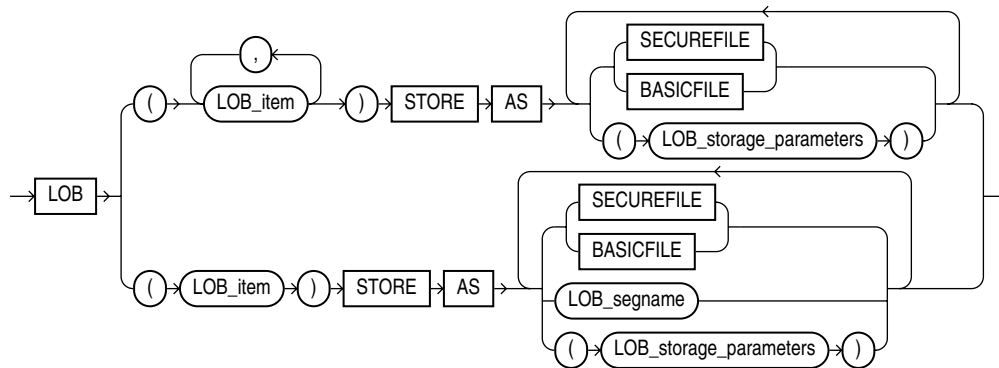 ,
SECUREFILE
BASICFILE
( LOB_item ) STORE AS
( LOB_storage_parameters )
LOB
SECUREFILE
BASICFILE
( LOB_item ) STORE AS
LOB_segname
( LOB_storage_parameters )